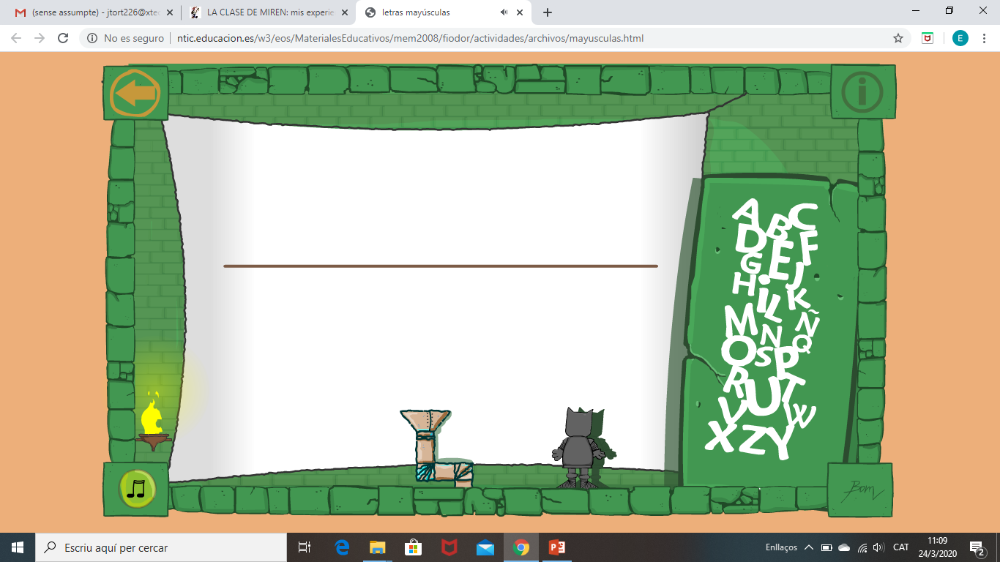 (sense assumpte) - jtort226@xtec
LA CLASE DE MIREN: mis experie
letras mayúsculas
No es seguro
ntic.educacion.es/w3/eos/MaterialesEducativos/mem2008/fiodor/actividades/archivos/mayusculas.html
E
A B C
D E F
G H I J
L K
M N Ñ
O S P Q
R U T
V W
X Z Y
Bom
Escriu aquí per cercar
Enllaços
CAT
11:09
24/3/2020
2